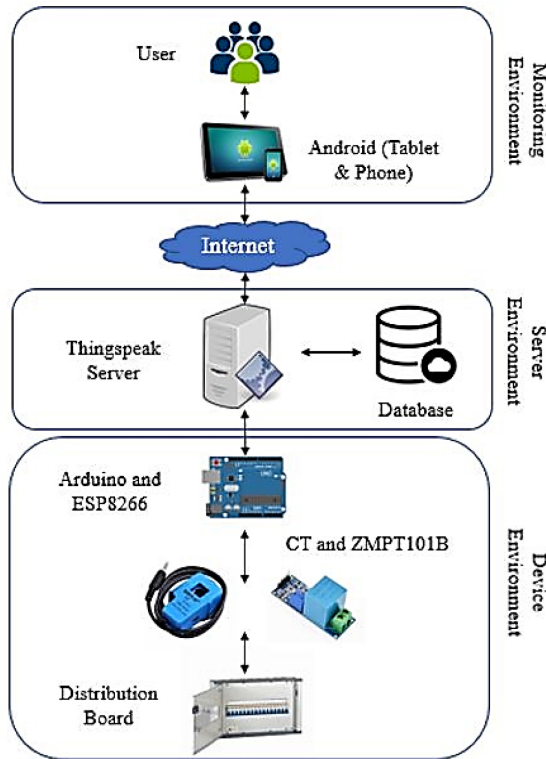 User
Android (Tablet
& Phone)
Monitoring
Environment
Internet
Thingspeak
Server
Database
Server
Environment
Arduino and
ESP8266
CT and ZMPT101B
Distribution
Board
Device
Environment